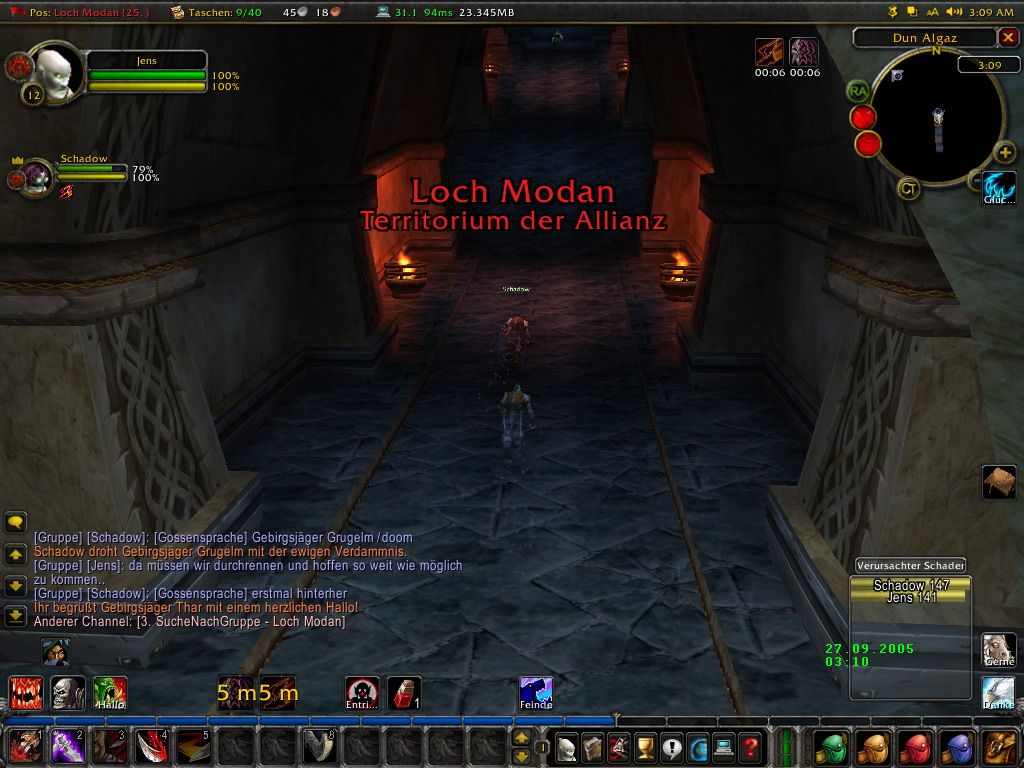 Pos: Loch Modan (25, )
Taschen: 9/40
45 18
31.1 94ms 23.345MB
3:09 AM
Dun Algaz
N
3:09
Jens
100%
100%
12
00:06 00:06
RA
Schadow
79%
100%
CT
Loch Modan
Territorium der Allianz
Schadow
[Gruppe] [Schadow]: [Gossensprache] Gebirgsjäger Grugelm /doom
Schadow droht Gebirgsjäger Grugelm mit der ewigen Verdammnis.
[Gruppe] [Jens]: da müssen wir durchrennen und hoffen so weit wie möglich
zu kommen..
[Gruppe] [Schadow]: [Gossensprache] erstmal hinterher
Ihr begrüßt Gebirgsjäger Thar mit einem herzlichen Hallo!
Anderer Channel: [3. SucheNachGruppe - Loch Modan]
Verursachter Schader
Schadow 147
Jens 141
27.09.2005
03:10
Gerne
Hallo!
5 m 5 m
Entri...
1
Feinde
Danke
1 2 3 4 5 8
1